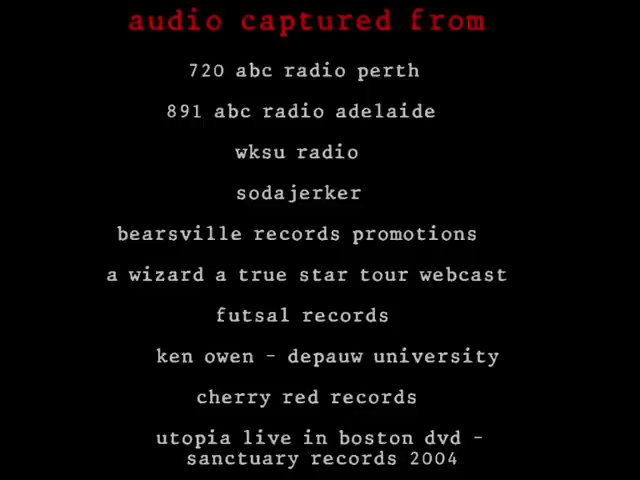 audio captured from
720 abc radio perth
891 abc radio adelaide
wksu radio
sodajerker
bearsville records promotions
a wizard a true star tour webcast
futsal records
ken owen - depauw university
cherry red records
utopia live in boston dvd -
sanctuary records 2004